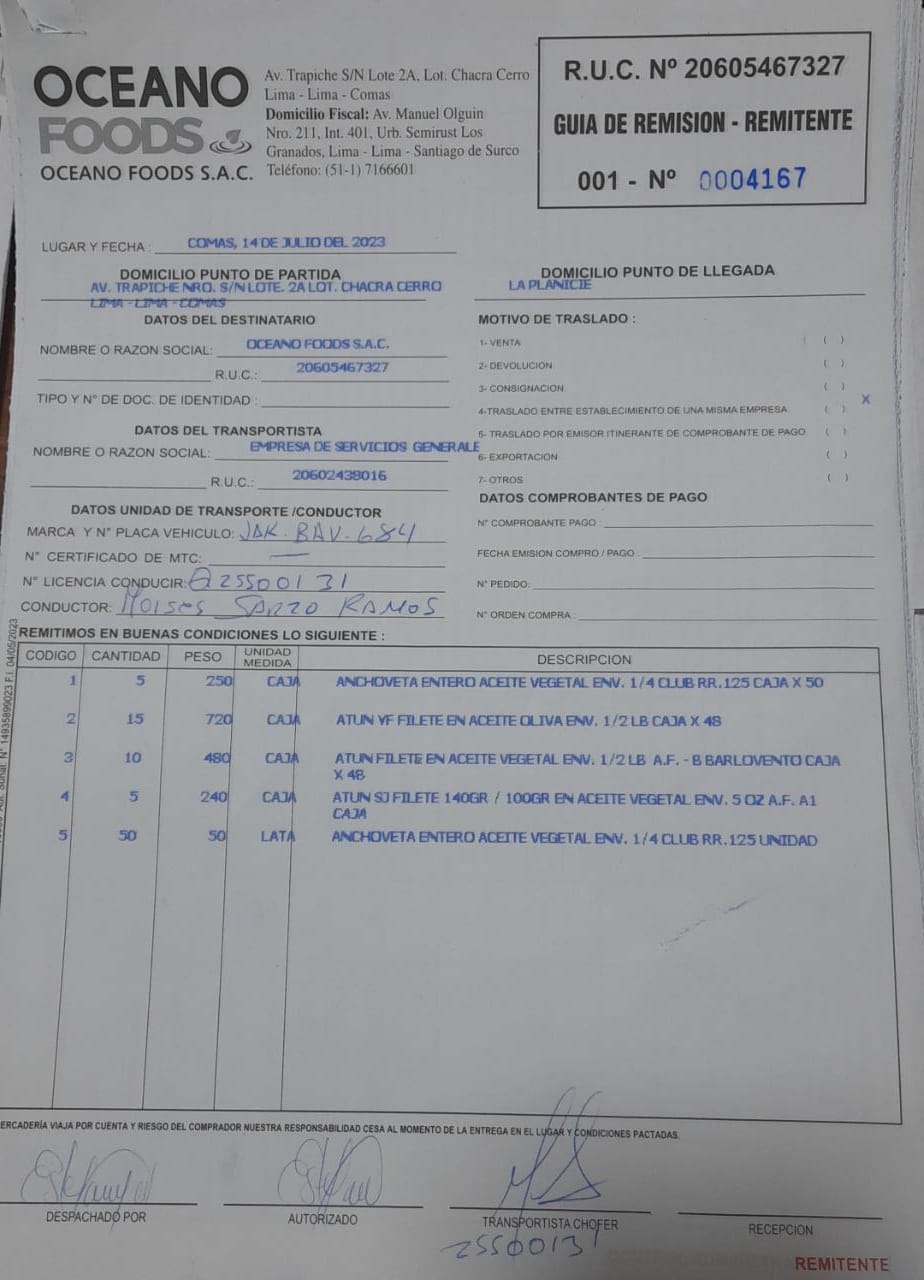 OCEANO
FOODS
OCEANO FOODS S.A.C.
Av. Trapiche S/N Lote 2A, Lot. Chacra Cerro
Lima - Lima - Comas
Domicilio Fiscal: Av. Manuel Olguin
Nro. 211, Int. 401, Urb. Semirust Los
Granados, Lima - Lima - Santiago de Surco
Teléfono: (51-1) 7166601
R.U.C. Nº 20605467327
GUIA DE REMISION - REMITENTE
001 - Nº 0004167
LUGAR Y FECHA : COMAS, 14 DE JULIO DEL 2023
DOMICILIO PUNTO DE PARTIDA
AV. TRAPICHE NRO. S/N LOTE. 2A LOT. CHACRA CERRO
LIMA - LIMA - COMAS
DOMICILIO PUNTO DE LLEGADA
LA PLANICIE
DATOS DEL DESTINATARIO
NOMBRE O RAZON SOCIAL: OCEANO FOODS S.A.C.
R.U.C.: 20605467327
TIPO Y N° DE DOC. DE IDENTIDAD :
MOTIVO DE TRASLADO :
1- VENTA ( )
2- DEVOLUCION ( )
3- CONSIGNACION ( )
4-TRASLADO ENTRE ESTABLECIMIENTO DE UNA MISMA EMPRESA ( ) X
5- TRASLADO POR EMISOR ITINERANTE DE COMPROBANTE DE PAGO ( )
6- EXPORTACION ( )
7- OTROS ( )
DATOS DEL TRANSPORTISTA
NOMBRE O RAZON SOCIAL: EMPRESA DE SERVICIOS GENERALE
R.U.C.: 20602438016
DATOS UNIDAD DE TRANSPORTE /CONDUCTOR
MARCA Y N° PLACA VEHICULO: JAK. BAV-684
N° CERTIFICADO DE MTC: —
N° LICENCIA CONDUCIR: Q25500131
CONDUCTOR: Moises RAMOS
DATOS COMPROBANTES DE PAGO
N° COMPROBANTE PAGO :
FECHA EMISION COMPRO / PAGO :
N° PEDIDO:
N° ORDEN COMPRA :
REMITIMOS EN BUENAS CONDICIONES LO SIGUIENTE :
CODIGO CANTIDAD PESO UNIDAD MEDIDA DESCRIPCION
1 5 250 CAJA ANCHOVETA ENTERO ACEITE VEGETAL ENV. 1/4 CLUB RR.125 CAJA X 50
2 15 720 CAJA ATUN YF FILETE EN ACEITE OLIVA ENV. 1/2 LB CAJA X 48
3 10 480 CAJA ATUN FILETE EN ACEITE VEGETAL ENV. 1/2 LB A.F. - B BARLOVENTO CAJA
X 48
4 5 240 CAJA ATUN SJ FILETE 140GR / 100GR EN ACEITE VEGETAL ENV. 5 OZ A.F. A1
CAJA
5 50 50 LATA ANCHOVETA ENTERO ACEITE VEGETAL ENV. 1/4 CLUB RR.125 UNIDAD
N° 14935899023 F.I. 04/05/2023
ERCADERÍA VIAJA POR CUENTA Y RIESGO DEL COMPRADOR NUESTRA RESPONSABILIDAD CESA AL MOMENTO DE LA ENTREGA EN EL LUGAR Y CONDICIONES PACTADAS.
DESPACHADO POR
AUTORIZADO
TRANSPORTISTA CHOFER
25500131
RECEPCION
REMITENTE